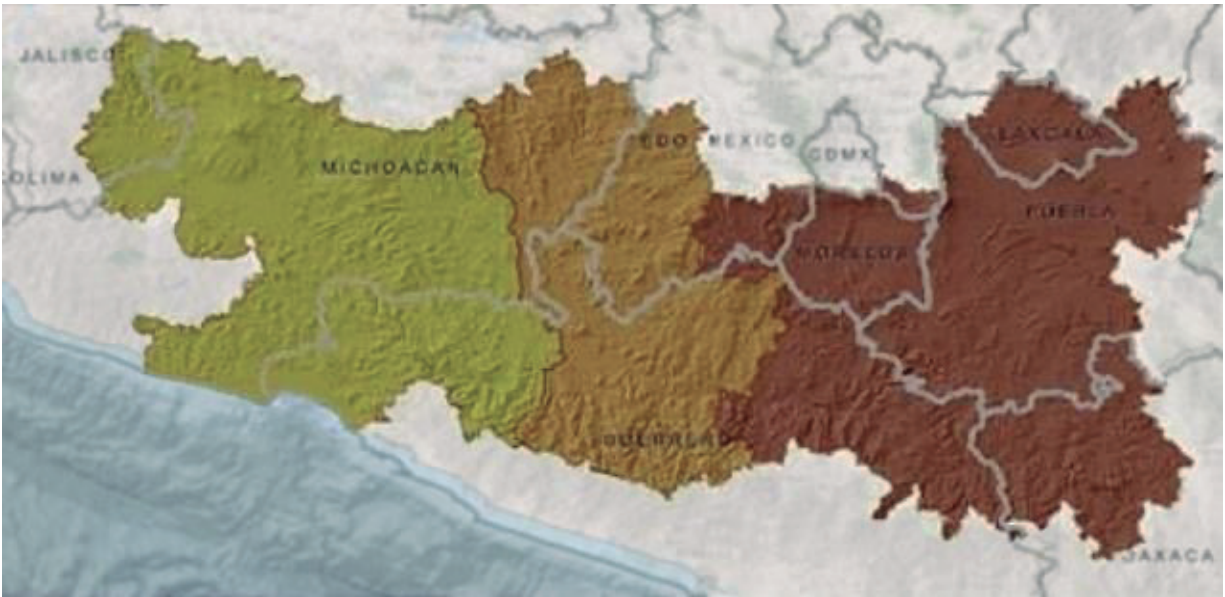 JALISCO
EDO MEXICO
TLAXCALA
CDMX
MICHOACAN
COLIMA
PUEBLA
MORELOS
GUERRERO
OAXACA